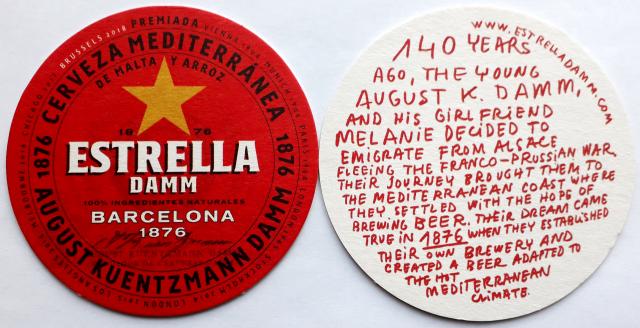 PREMIADA
BRUSSELS 2018
CERVEZA MEDITERRÁNEA
DE MALTA Y ARROZ
1876
1876
1876
ESTRELLA
DAMM
100% INGREDIENTES NATURALES
BARCELONA
1876
AUGUST KUENTZMANN DAMM
WWW.ESTRELLADAMM.COM
140 YEARS
AGO, THE YOUNG
AUGUST K. DAMM,
AND HIS GIRLFRIEND
MELANIE DECIDED TO
EMIGRATE FROM ALSACE
FLEEING THE FRANCO-PRUSSIAN WAR
THEIR JOURNEY BROUGHT THEM TO
THE MEDITERRANEAN COAST WHERE
THEY SETTLED WITH THE HOPE OF
BREWING BEER. THEIR DREAM CAME
TRUE IN 1876 WHEN THEY ESTABLISHED
THEIR OWN BREWERY AND
CREATED A BEER ADAPTED TO
THE HOT
MEDITERRANEAN
CLIMATE.